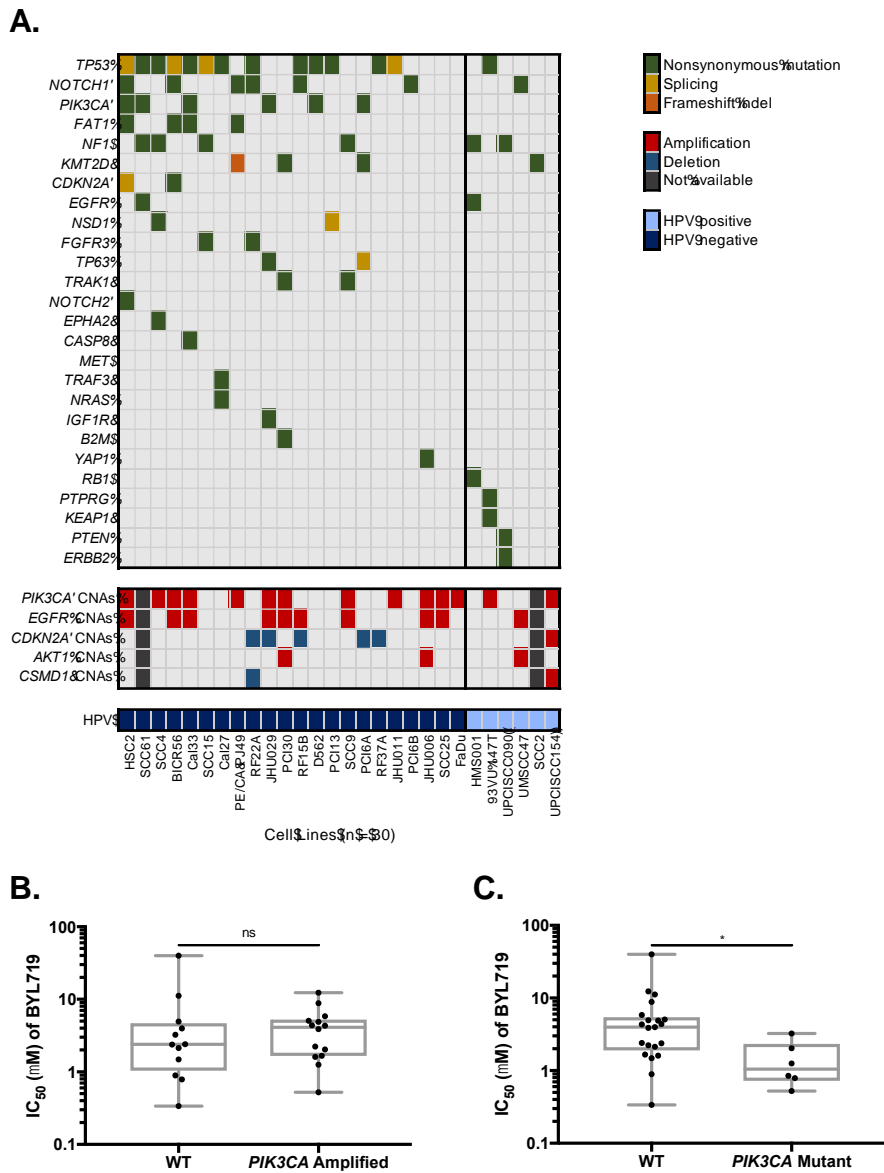 A.
TP53%
NOTCH1'
PIK3CA'
FAT1%
NF1$
KMT2D&
CDKN2A'
EGFR%
NSD1%
FGFR3%
TP63%
TRAK1&
NOTCH2'
EPHA2&
CASP8&
MET$
TRAF3&
NRAS%
IGF1R&
B2M$
YAP1%
RB1$
PTPRG%
KEAP1&
PTEN%
ERBB2%
Nonsynonymous%mutation
Splicing
Frameshift%indel
Amplification
Deletion
Not%available
HPV9positive
HPV9negative
PIK3CA' CNAs%
EGFR% CNAs%
CDKN2A' CNAs%
AKT1% CNAs%
CSMD1& CNAs%
HPV$
HSC2
SCC61
SCC4
BICR56
Cal33
SCC15
Cal27
PE/CA&PJ49
RF22A
JHU029
PCI30
RF15B
D562
PCI13
SCC9
PCI6A
RF37A
JHU011
PCI6B
JHU006
SCC25
FaDu
HMS001
93VU%47T
UPCISCC090(
UMSCC47
SCC2
UPCISCC154(
Cell$Lines$(n$=$30)
B.
IC50 (mM) of BYL719
100
10
1
0.1
ns
WT
PIK3CA Amplified
C.
IC50 (mM) of BYL719
100
10
1
0.1
*
WT
PIK3CA Mutant